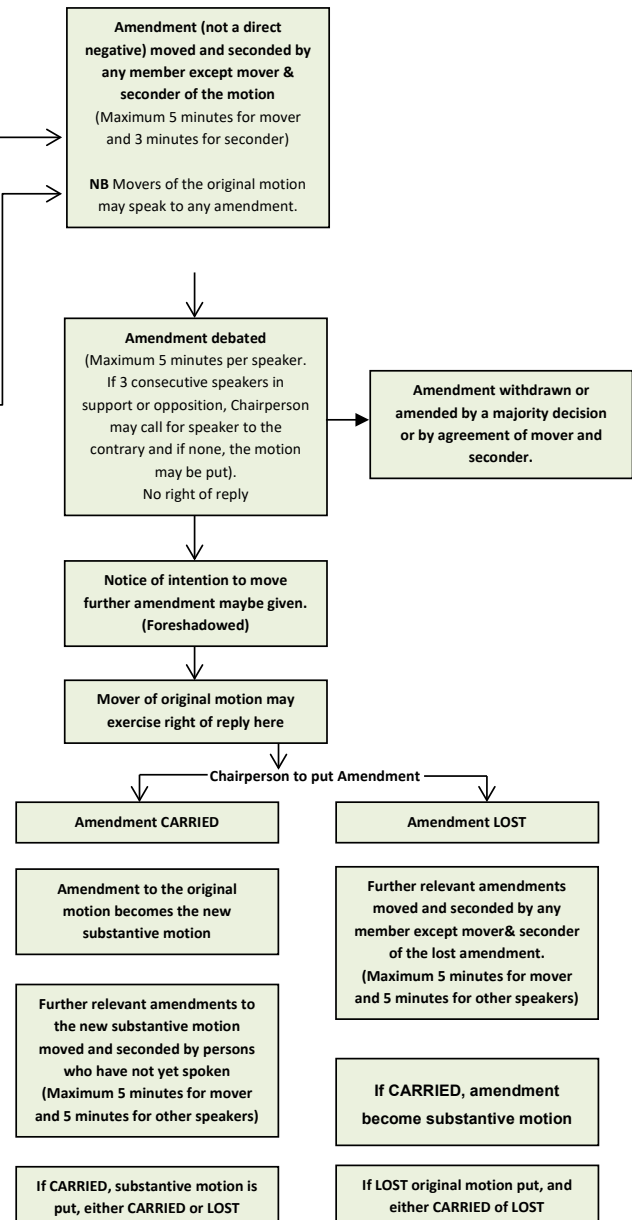 Amendment (not a direct
negative) moved and seconded by
any member except mover &
seconder of the motion
(Maximum 5 minutes for mover
and 3 minutes for seconder)
NB Movers of the original motion
may speak to any amendment.
Amendment debated
(Maximum 5 minutes per speaker.
If 3 consecutive speakers in
support or opposition, Chairperson
may call for speaker to the
contrary and if none, the motion
may be put).
No right of reply
Amendment withdrawn or
amended by a majority decision
or by agreement of mover and
seconder.
Notice of intention to move
further amendment maybe given.
(Foreshadowed)
Mover of original motion may
exercise right of reply here
Chairperson to put Amendment
Amendment CARRIED
Amendment to the original
motion becomes the new
substantive motion
Further relevant amendments to
the new substantive motion
moved and seconded by persons
who have not yet spoken
(Maximum 5 minutes for mover
and 5 minutes for other speakers)
If CARRIED, substantive motion is
put, either CARRIED or LOST
Amendment LOST
Further relevant amendments
moved and seconded by any
member except mover& seconder
of the lost amendment.
(Maximum 5 minutes for mover
and 5 minutes for other speakers)
If CARRIED, amendment
become substantive motion
If LOST original motion put, and
either CARRIED of LOST